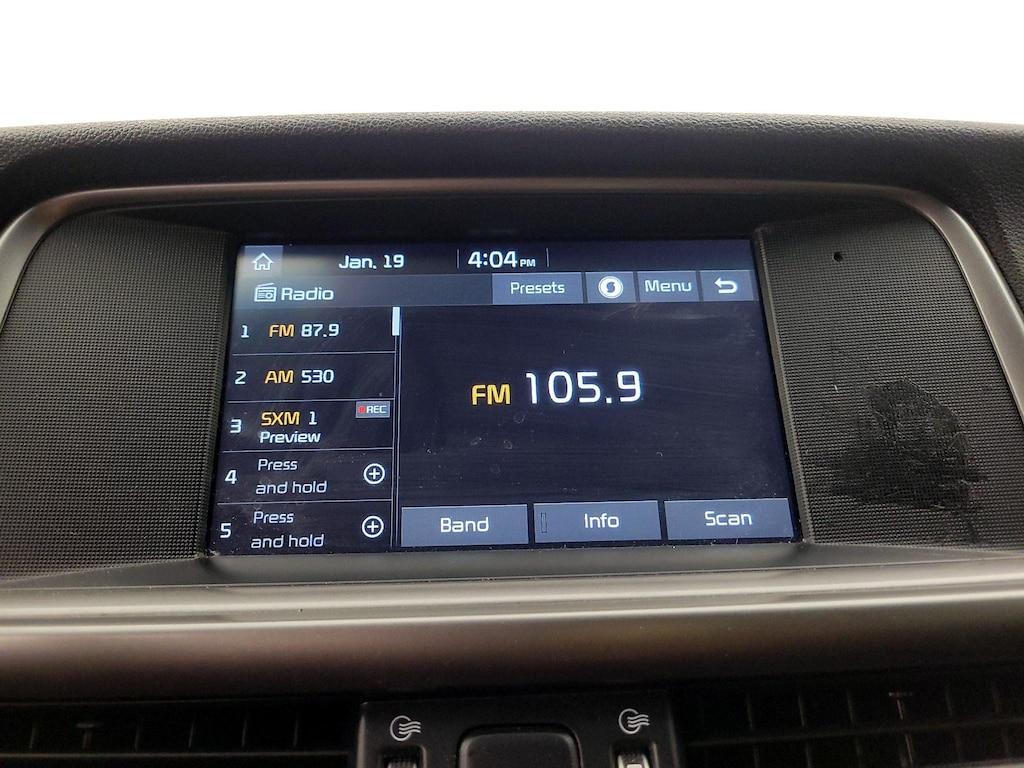 Jan. 19 4:04 PM
Radio Presets Menu
1 FM 87.9
2 AM 530
3 SXM 1 REC
Preview
4 Press
and hold
5 Press
and hold
FM 105.9
Band Info Scan